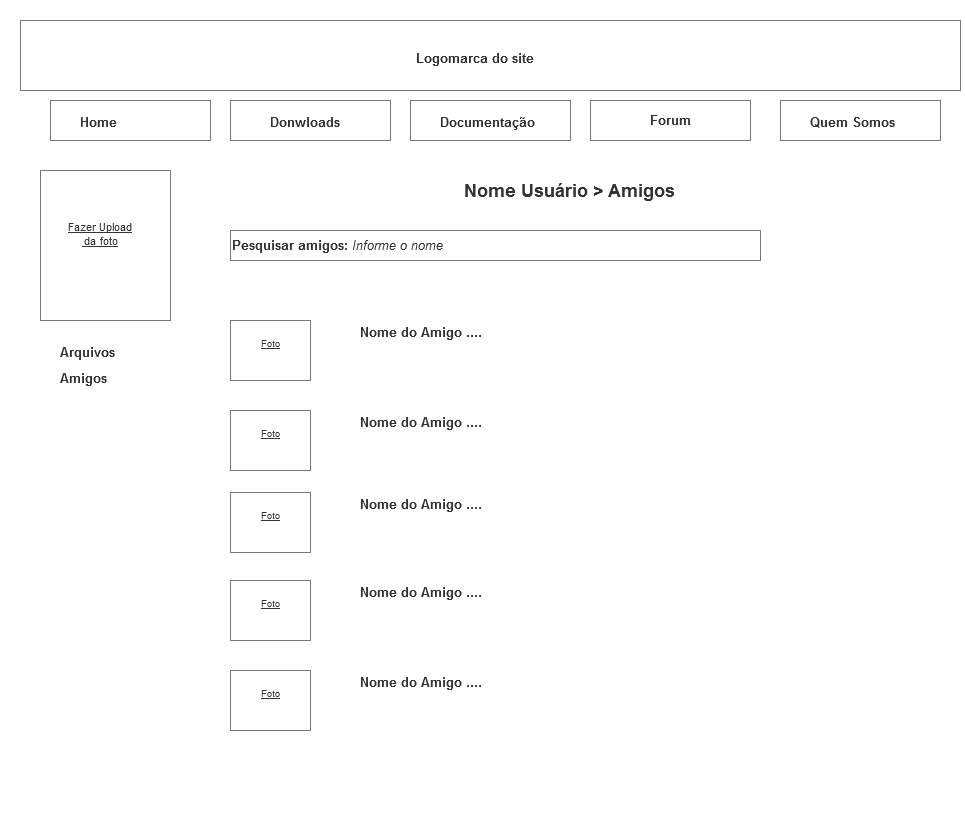 Logomarca do site
Home
Donwloads
Documentação
Forum
Quem Somos
Nome Usuário > Amigos
Fazer Upload
da foto
Pesquisar amigos: Informe o nome
Arquivos
Amigos
Foto
Nome do Amigo ....
Foto
Nome do Amigo ....
Foto
Nome do Amigo ....
Foto
Nome do Amigo ....
Foto
Nome do Amigo ....